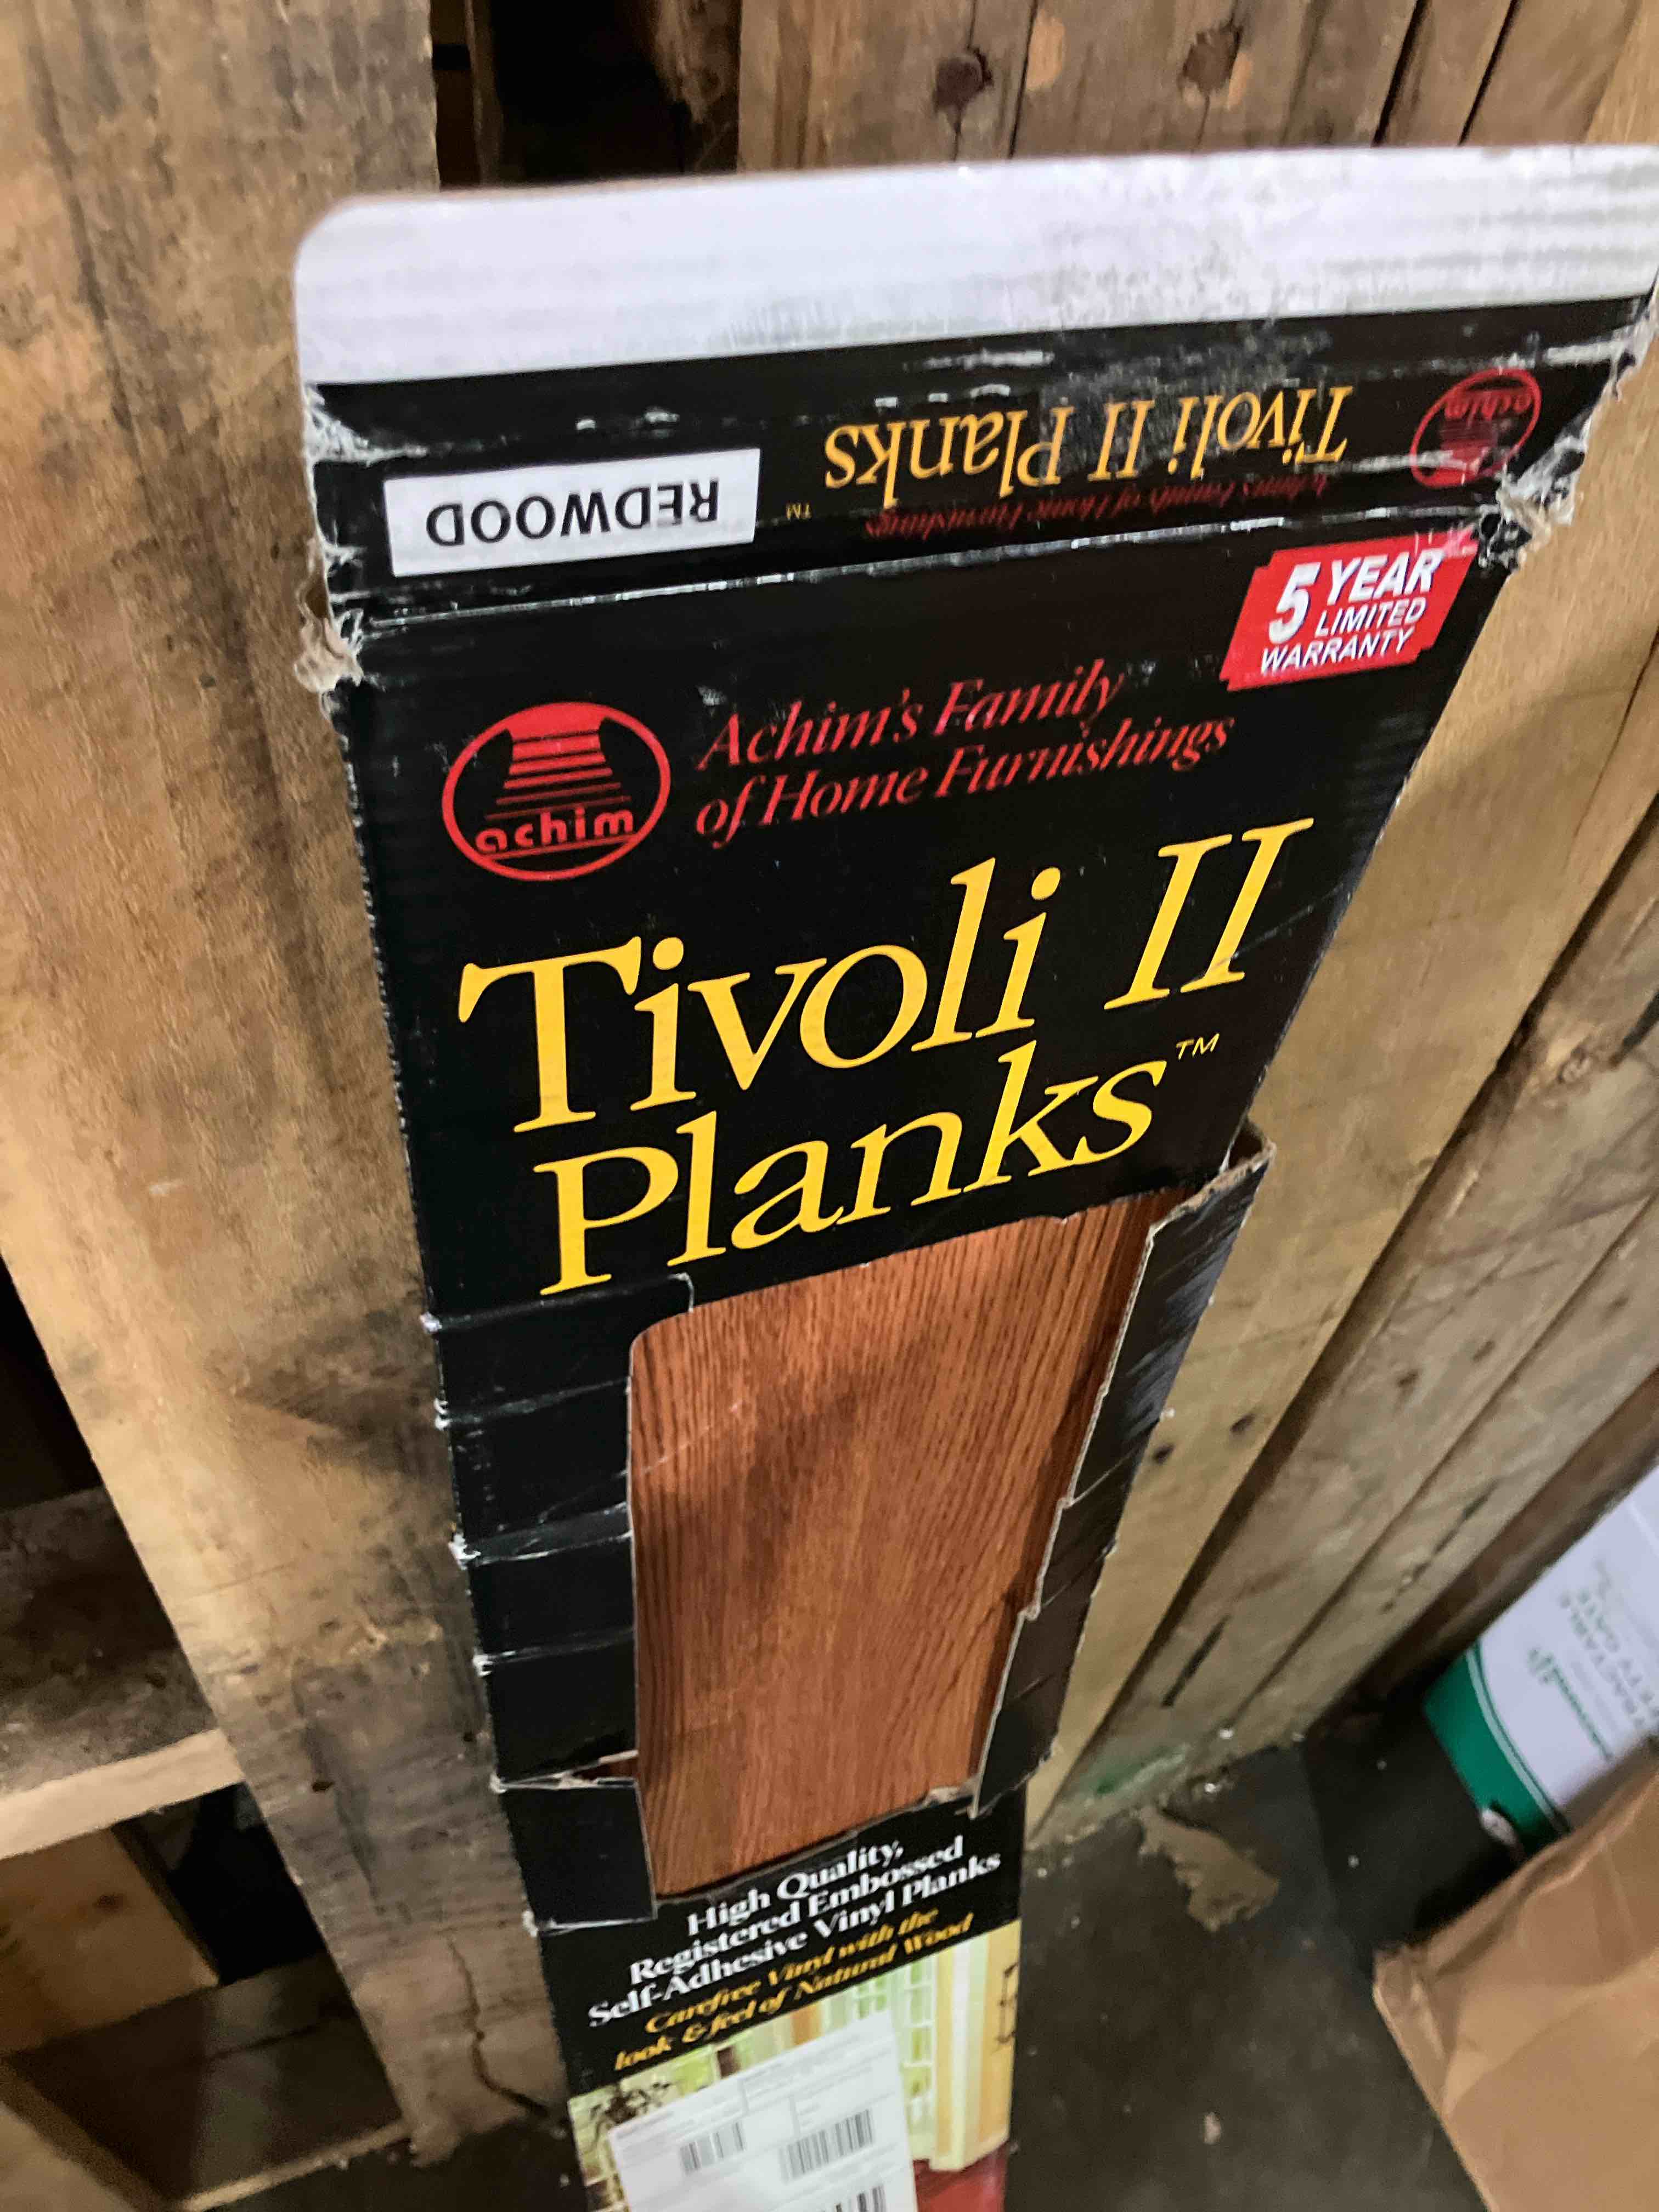 achim
Achim's Family of Home Furnishings
Tivoli II Planks
™
REDWOOD
5 YEAR
LIMITED
WARRANTY
achim
Achim's Family
of Home Furnishings
Tivoli II
Planks™
High Quality,
Registered Embossed
Self-Adhesive Vinyl Planks
Carefree Vinyl with the
look & feel of Natural Wood